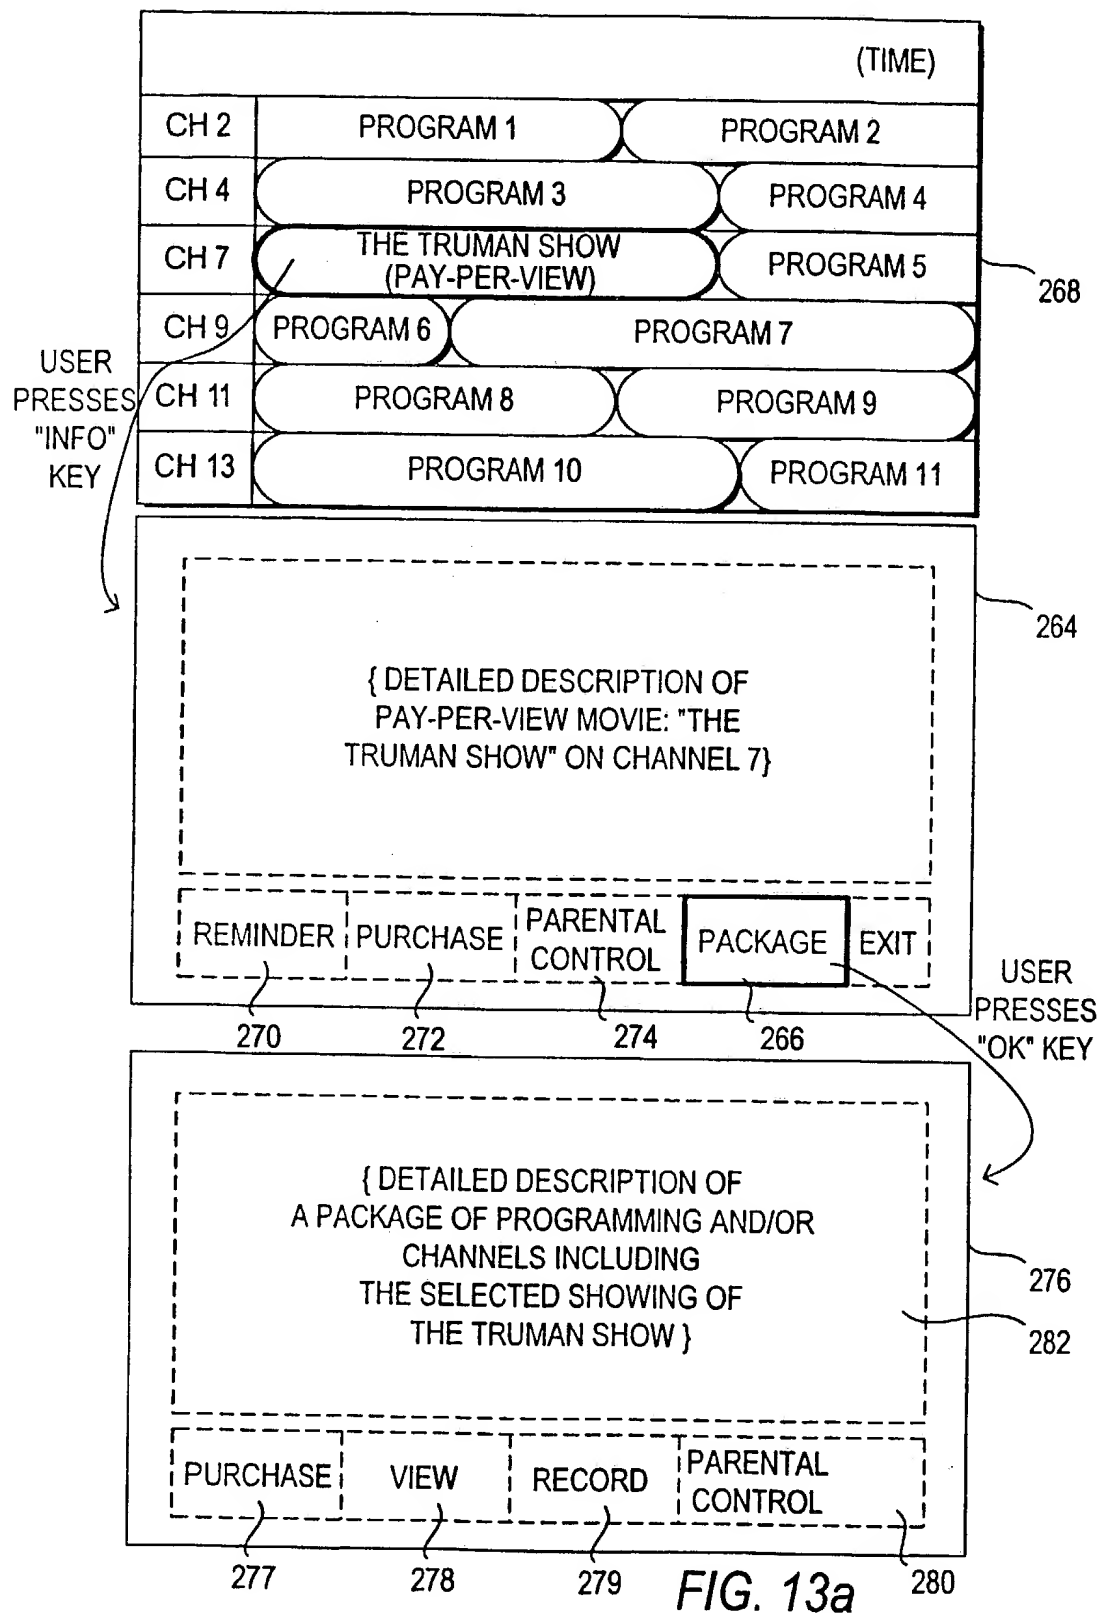 (TIME)
CH 2 PROGRAM 1 PROGRAM 2
CH 4 PROGRAM 3 PROGRAM 4
CH 7 THE TRUMAN SHOW
(PAY-PER-VIEW) PROGRAM 5
268
CH 9 PROGRAM 6 PROGRAM 7
CH 11 PROGRAM 8 PROGRAM 9
CH 13 PROGRAM 10 PROGRAM 11
USER
PRESSES
"INFO"
KEY
264
{ DETAILED DESCRIPTION OF
PAY-PER-VIEW MOVIE: "THE
TRUMAN SHOW" ON CHANNEL 7}
REMINDER PURCHASE PARENTAL
CONTROL PACKAGE EXIT
270 272 274 266
USER
PRESSES
"OK" KEY
{ DETAILED DESCRIPTION OF
A PACKAGE OF PROGRAMMING AND/OR
CHANNELS INCLUDING
THE SELECTED SHOWING OF
THE TRUMAN SHOW }
276
282
PURCHASE VIEW RECORD PARENTAL
CONTROL
277 278 279 280
FIG. 13a